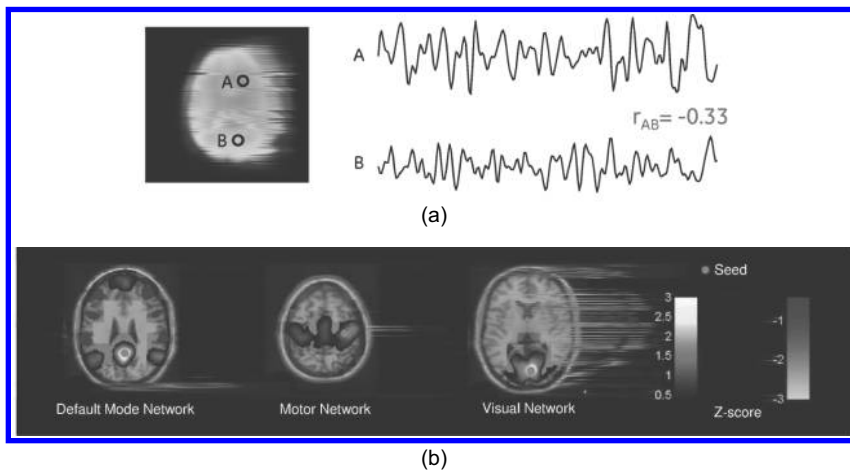 A
B
A
r_AB = -0.33
B
(a)
Seed
3
2.5
2
1.5
1
0.5
-1
-2
-3
Default Mode Network
Motor Network
Visual Network
Z-score
(b)